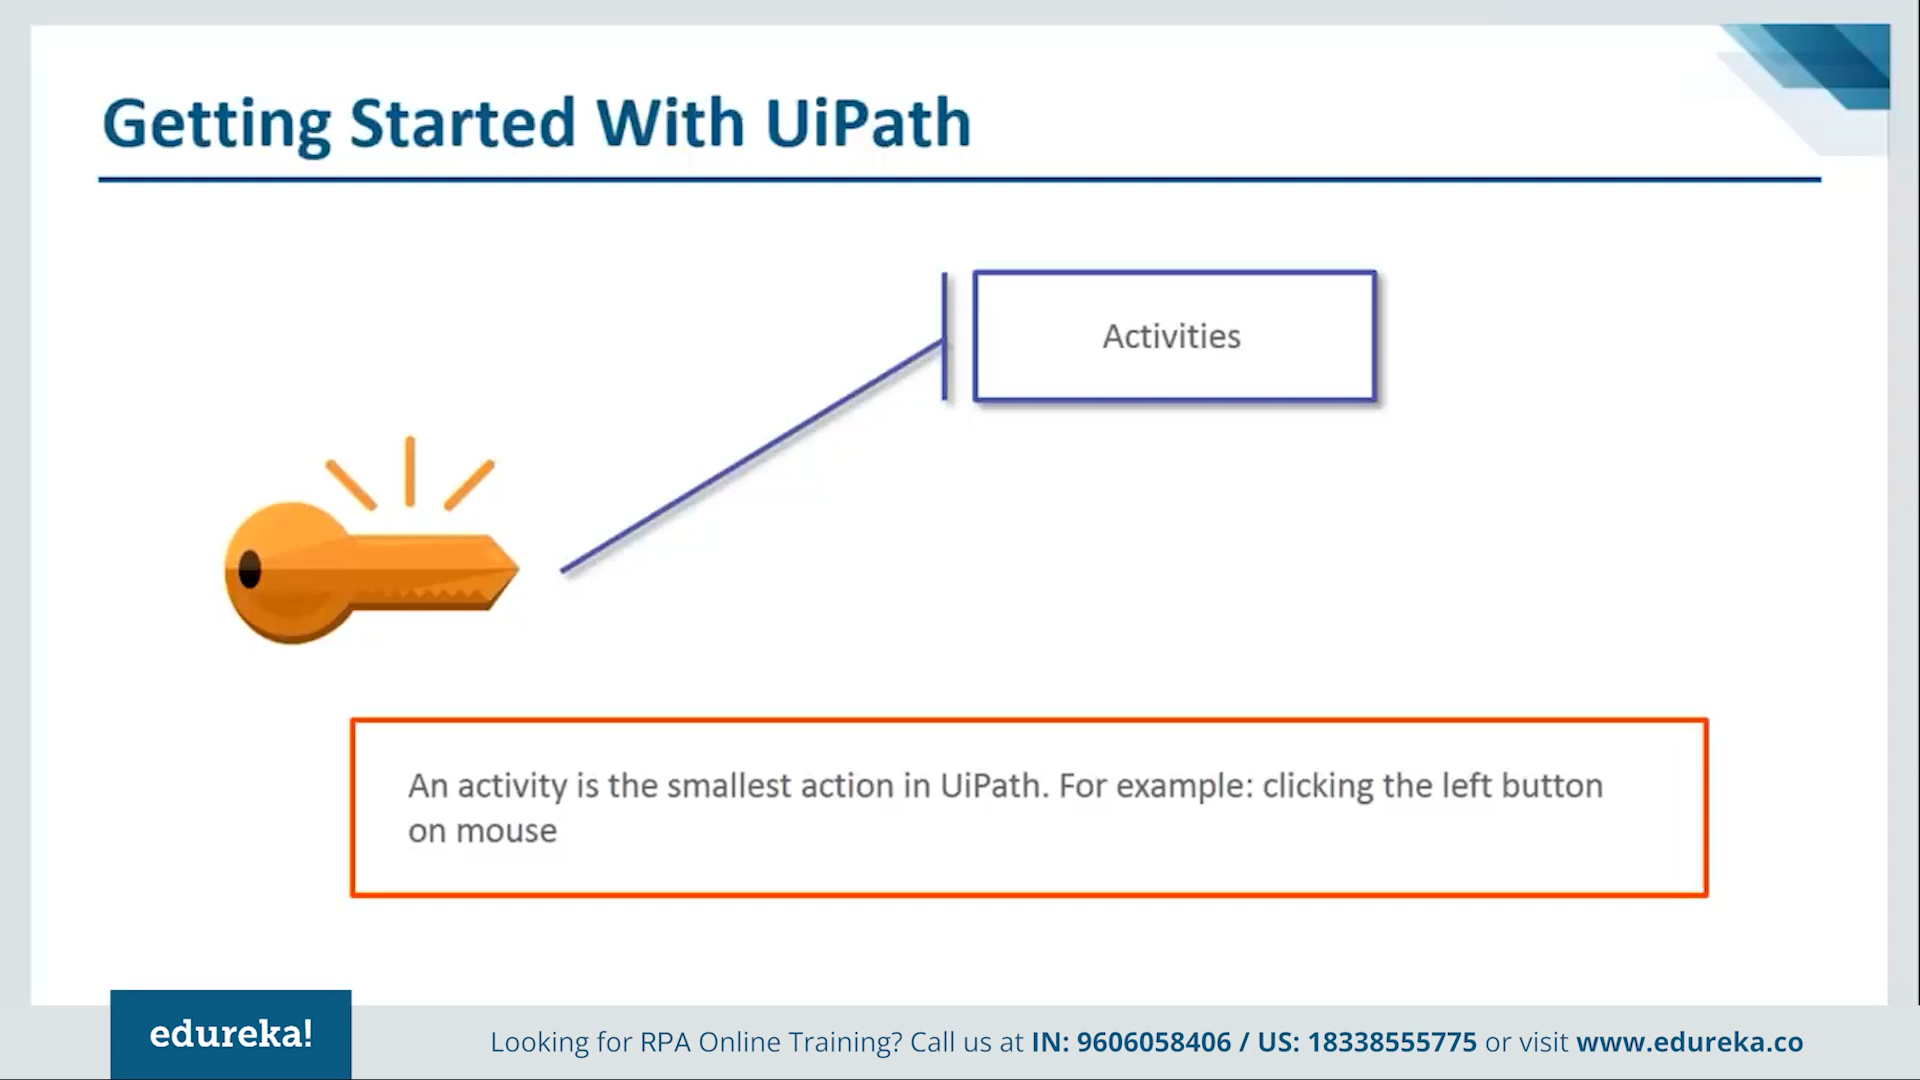 Getting Started With UiPath
Activities
An activity is the smallest action in UiPath. For example: clicking the left button
on mouse
edureka!
Looking for RPA Online Training? Call us at IN: 9606058406 / US: 18338555775 or visit www.edureka.co